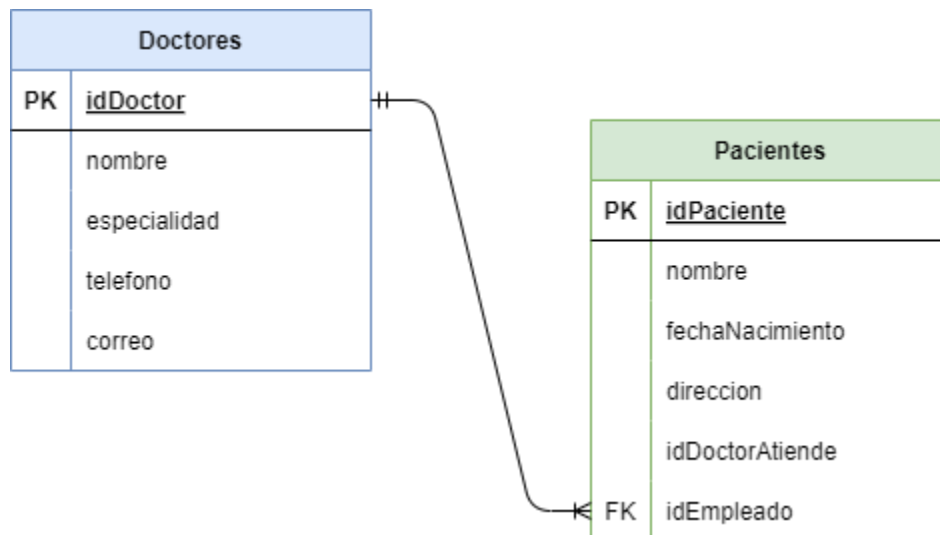 Doctores
PK idDoctor
nombre
especialidad
telefono
correo
Pacientes
PK idPaciente
nombre
fechaNacimiento
direccion
idDoctorAtiende
FK idEmpleado